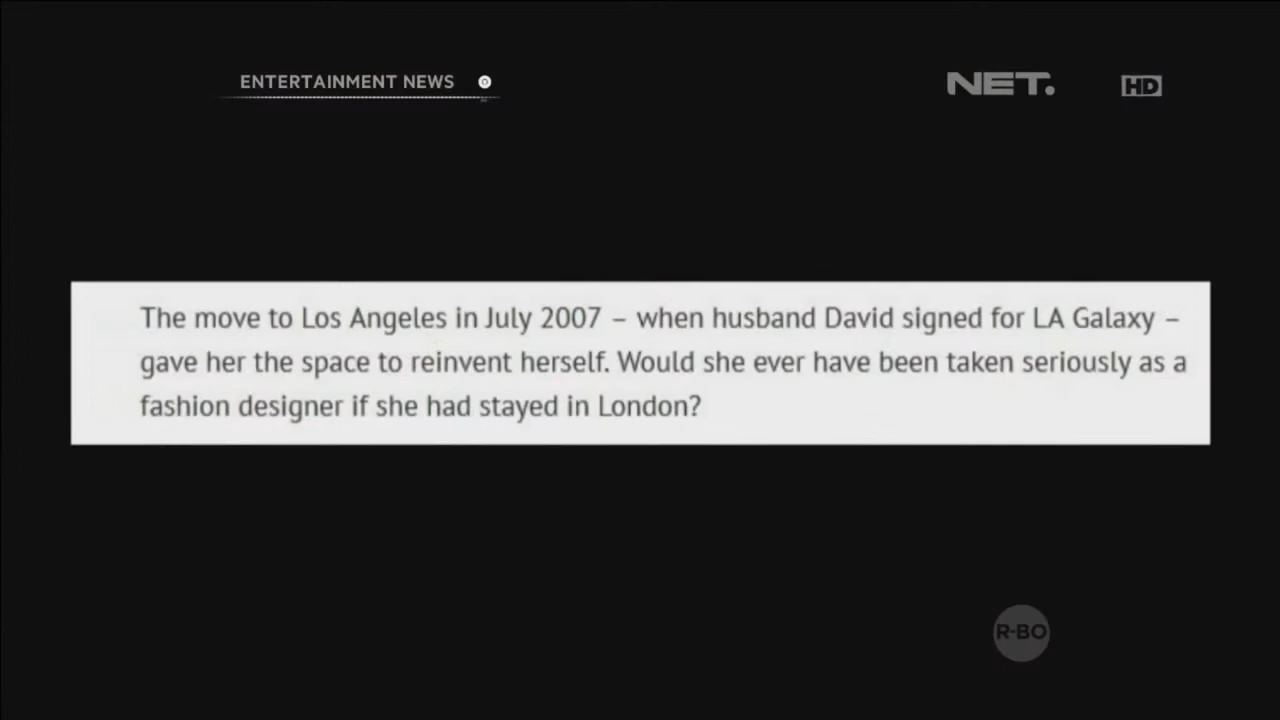 ENTERTAINMENT NEWS
NET.
HD
The move to Los Angeles in July 2007 – when husband David signed for LA Galaxy –
gave her the space to reinvent herself. Would she ever have been taken seriously as a
fashion designer if she had stayed in London?
R-BO